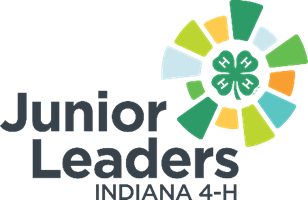 H H
H H
Junior
Leaders
INDIANA 4-H